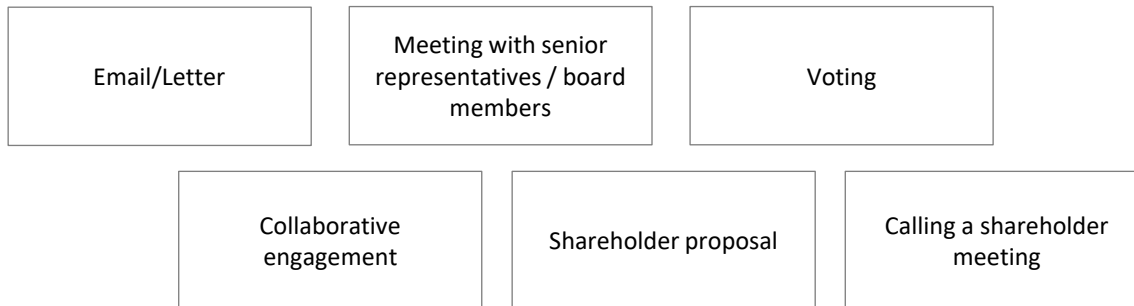 Email/Letter
Meeting with senior
representatives / board
members
Voting
Collaborative
engagement
Shareholder proposal
Calling a shareholder
meeting